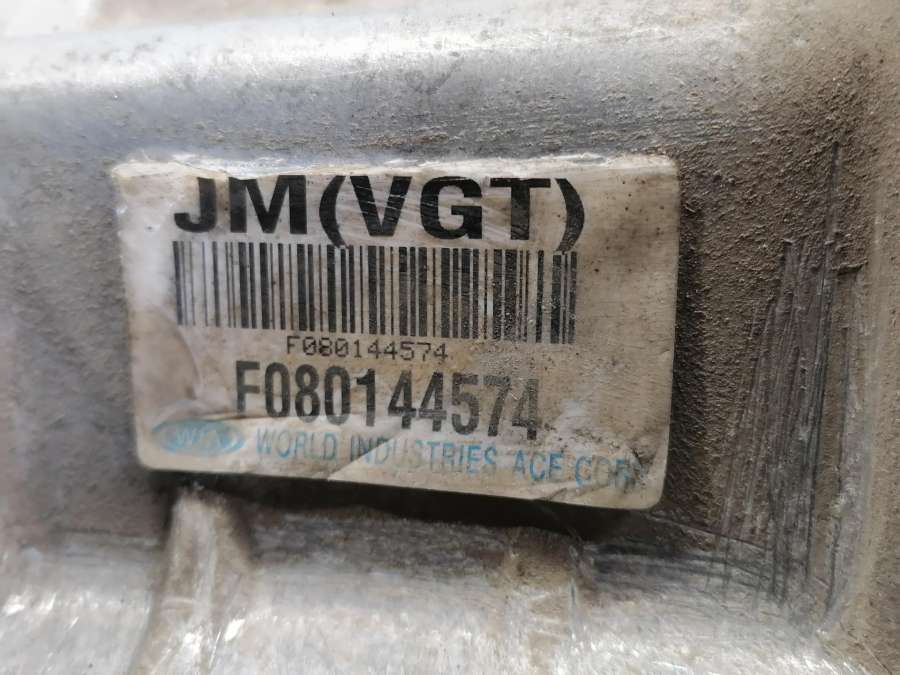 JM(VGT)
F080144574
F080144574
WORLD INDUSTRIES ACE CORP